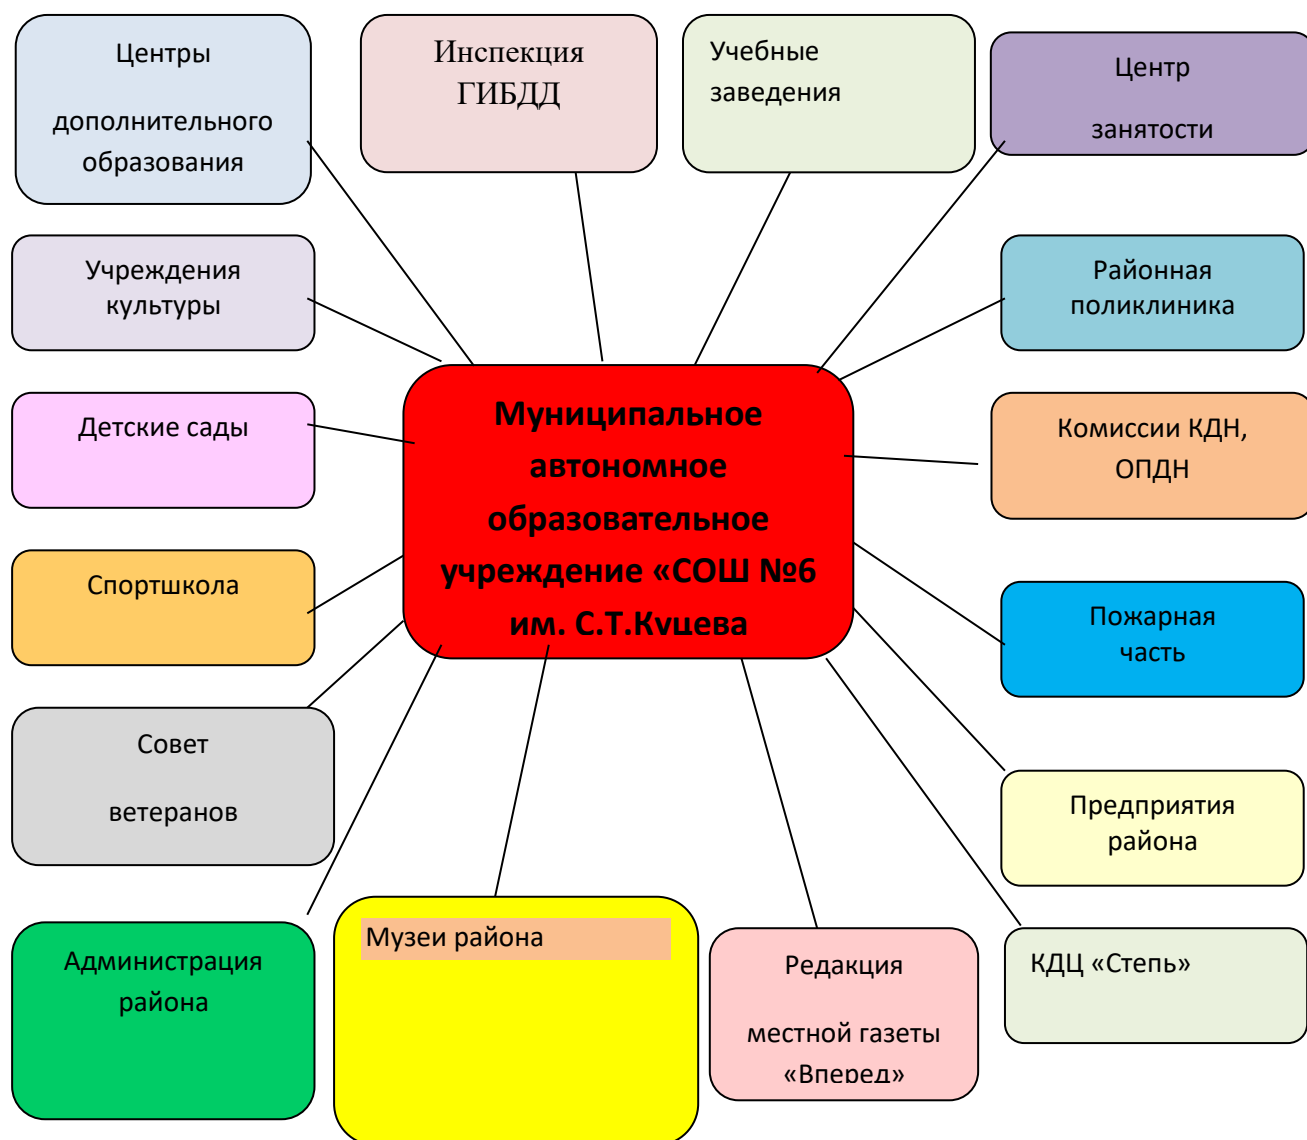 Центры
дополнительного
образования
Инспекция
ГИБДД
Учебные
заведения
Центр
занятости
Учреждения
культуры
Районная
поликлиника
Детские сады
Муниципальное
автономное
образовательное
учреждение «СОШ №6
им. С.Т.Куцева
Комиссии КДН,
ОПДН
Спортшкола
Пожарная
часть
Совет
ветеранов
Предприятия
района
Администрация
района
Музеи района
Редакция
местной газеты
«Вперед»
КДЦ «Степь»